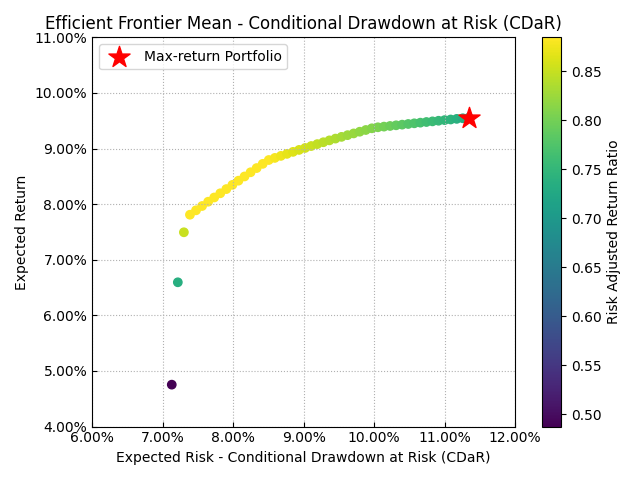 Efficient Frontier Mean - Conditional Drawdown at Risk (CDaR)
Max-return Portfolio
Expected Return
11.00%
10.00%
9.00%
8.00%
7.00%
6.00%
5.00%
4.00%
6.00% 7.00% 8.00% 9.00% 10.00% 11.00% 12.00%
Expected Risk - Conditional Drawdown at Risk (CDaR)
0.85
0.80
0.75
0.70
0.65
0.60
0.55
0.50
Risk Adjusted Return Ratio